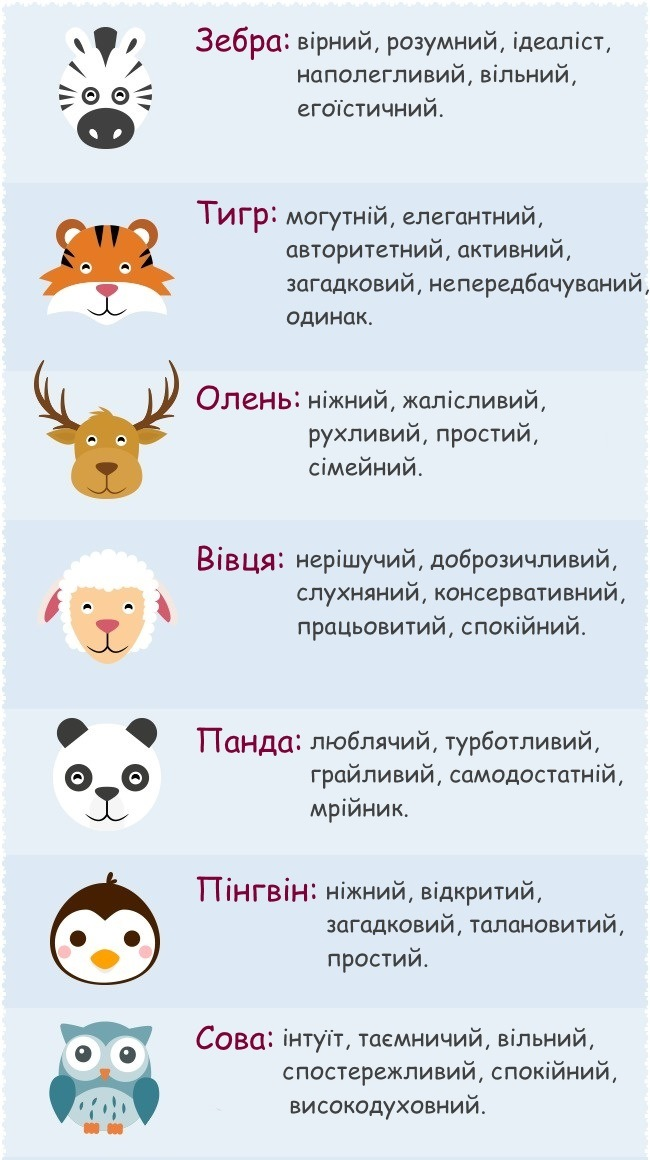 Зебра: вірний, розумний, ідеаліст,
наполегливий, вільний,
егоїстичний.
Тигр: могутній, елегантний,
авторитетний, активний,
загадковий, непередбачуваний,
одинак.
Олень: ніжний, жалісливий,
рухливий, простий,
сімейний.
Вівця: нерішучий, доброзичливий,
слухняний, консервативний,
працьовитий, спокійний.
Панда: люблячий, турботливий,
грайливий, самодостатній,
мрійник.
Пінгвін: ніжний, відкритий,
загадковий, талановитий,
простий.
Сова: інтуїт, таємничий, вільний,
спостережливий, спокійний,
високодуховний.